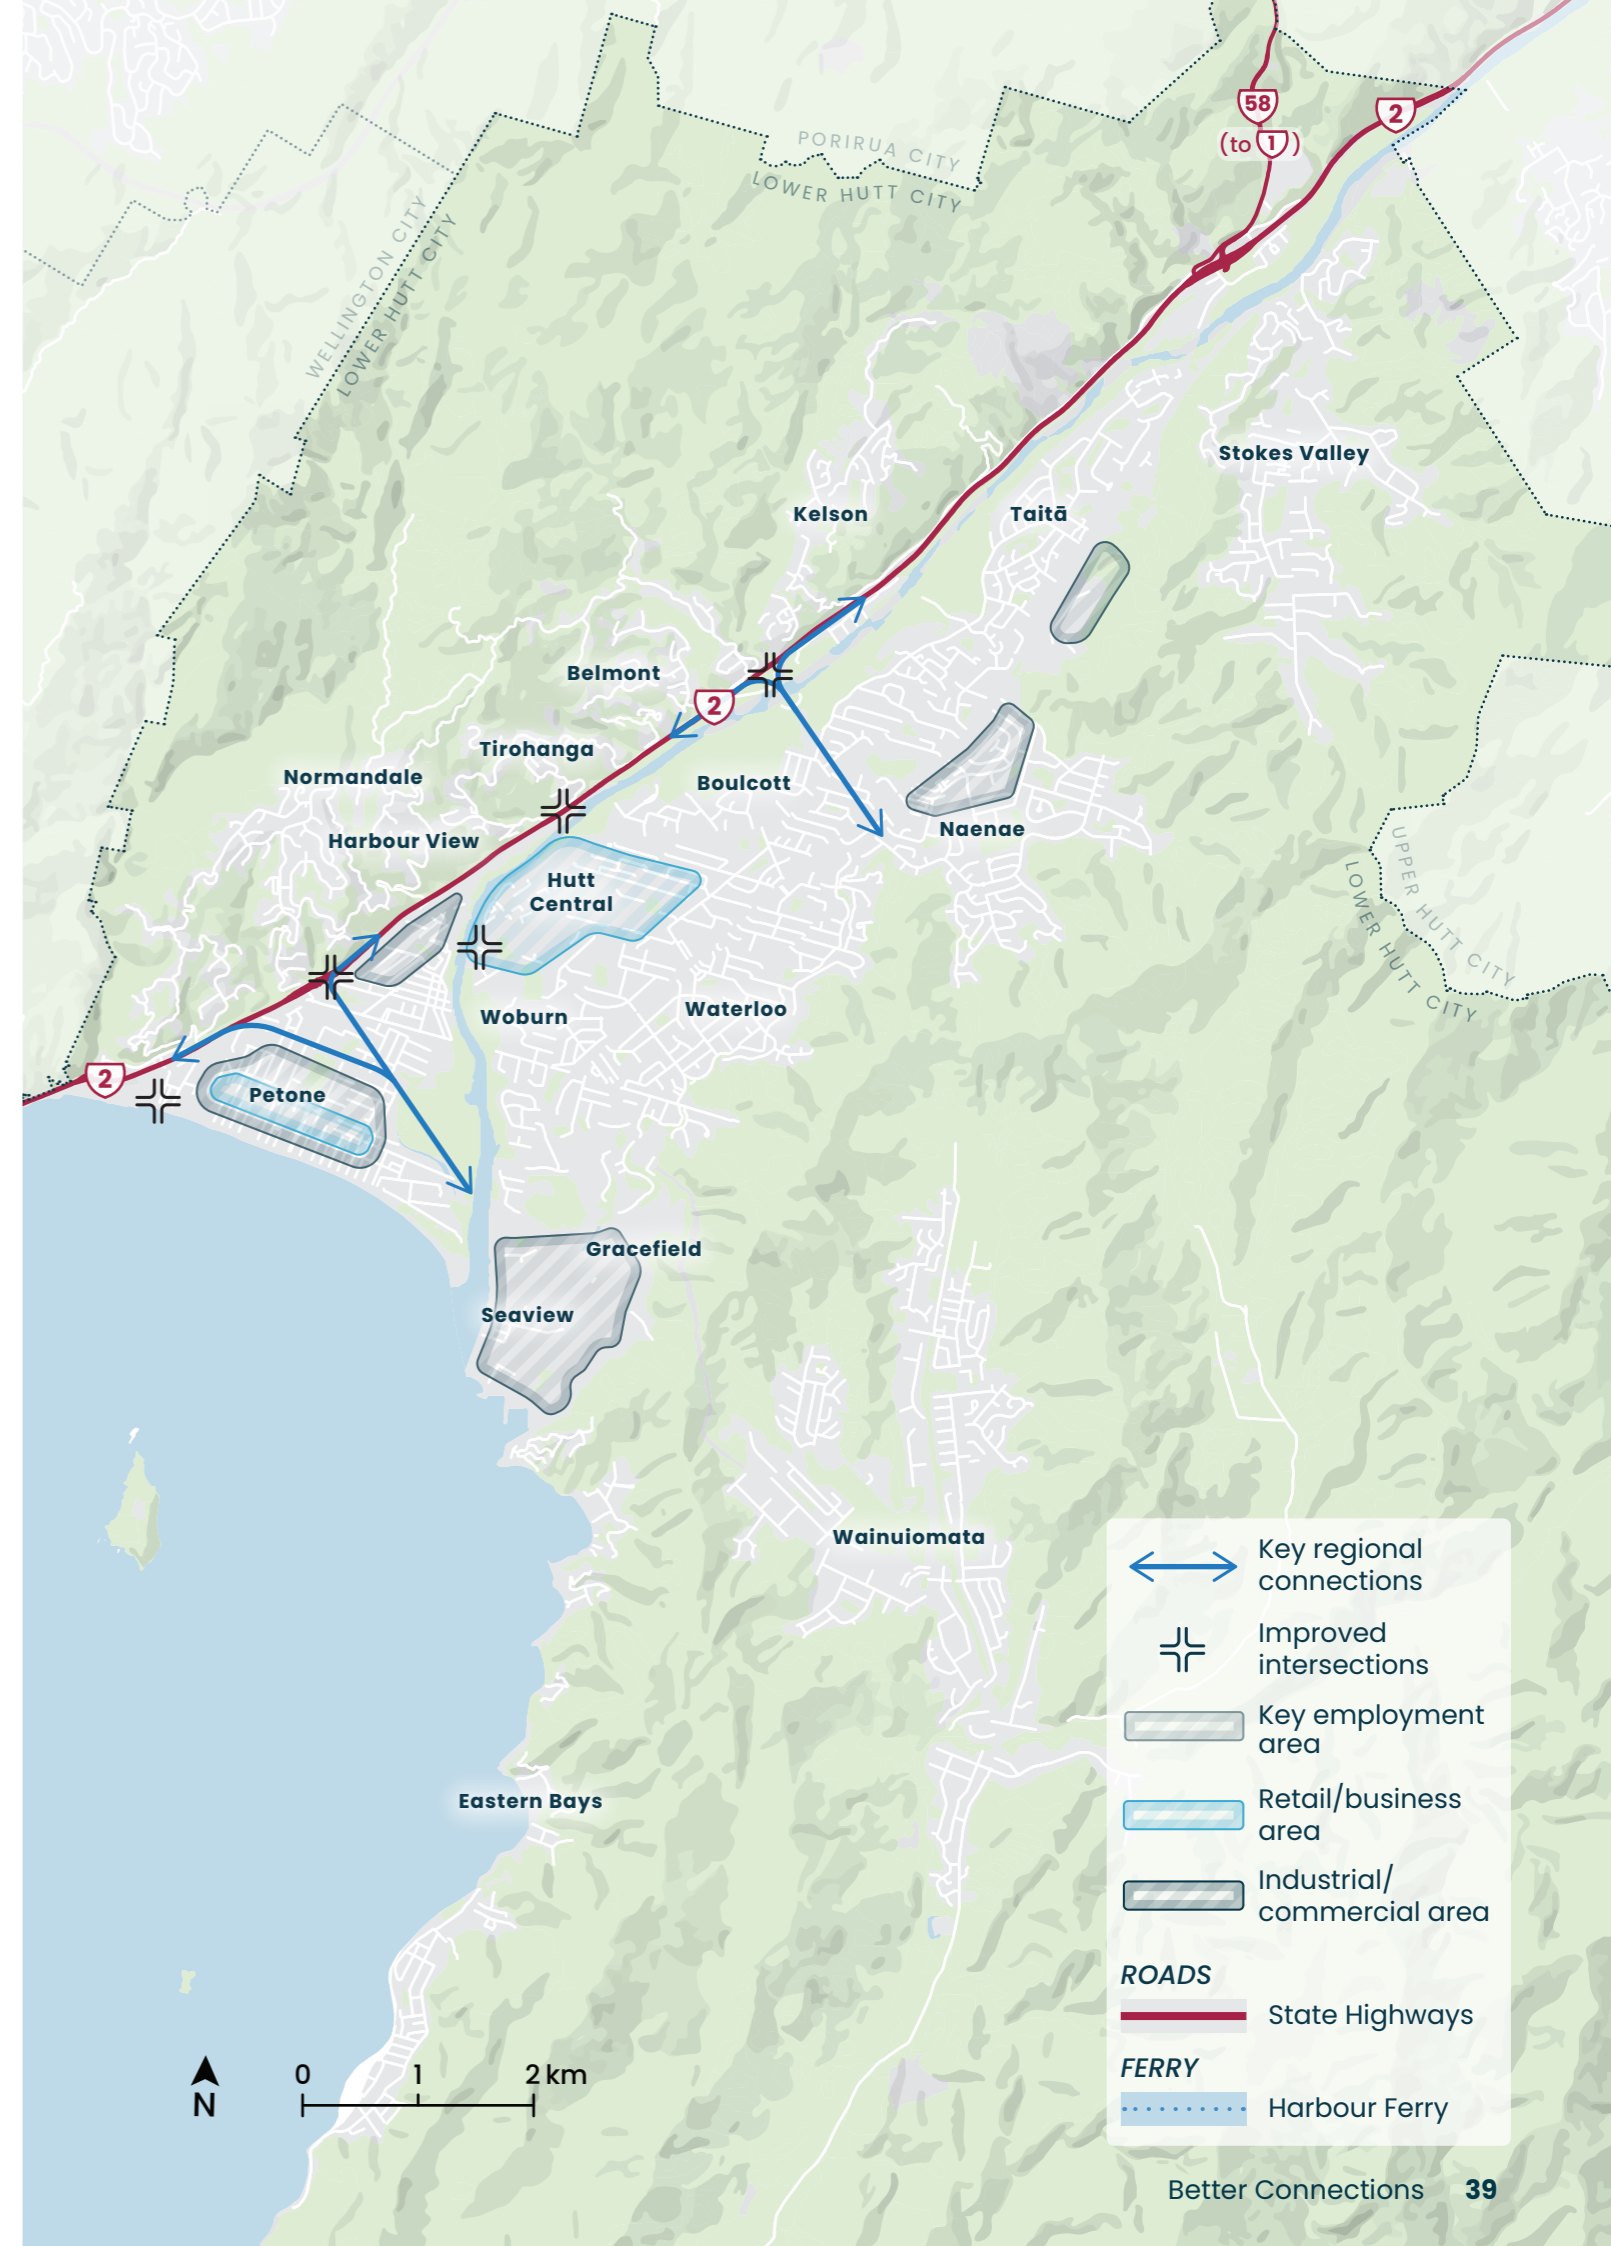 58
2
(to 1)
PORIRUA CITY
LOWER HUTT CITY
WELLINGTON CITY
LOWER HUTT CITY
Stokes Valley
Kelson
Taitā
Belmont
2
Tirohanga
Normandale
Boulcott
Harbour View
Naenae
Hutt
Central
UPPER HUTT CITY
LOWER HUTT CITY
Woburn
Waterloo
2
Petone
Gracefield
Seaview
Wainuiomata
Eastern Bays
Key regional
connections
Improved
intersections
Key employment
area
Retail/business
area
Industrial/
commercial area
ROADS
State Highways
FERRY
Harbour Ferry
N
0 1 2 km
Better Connections 39